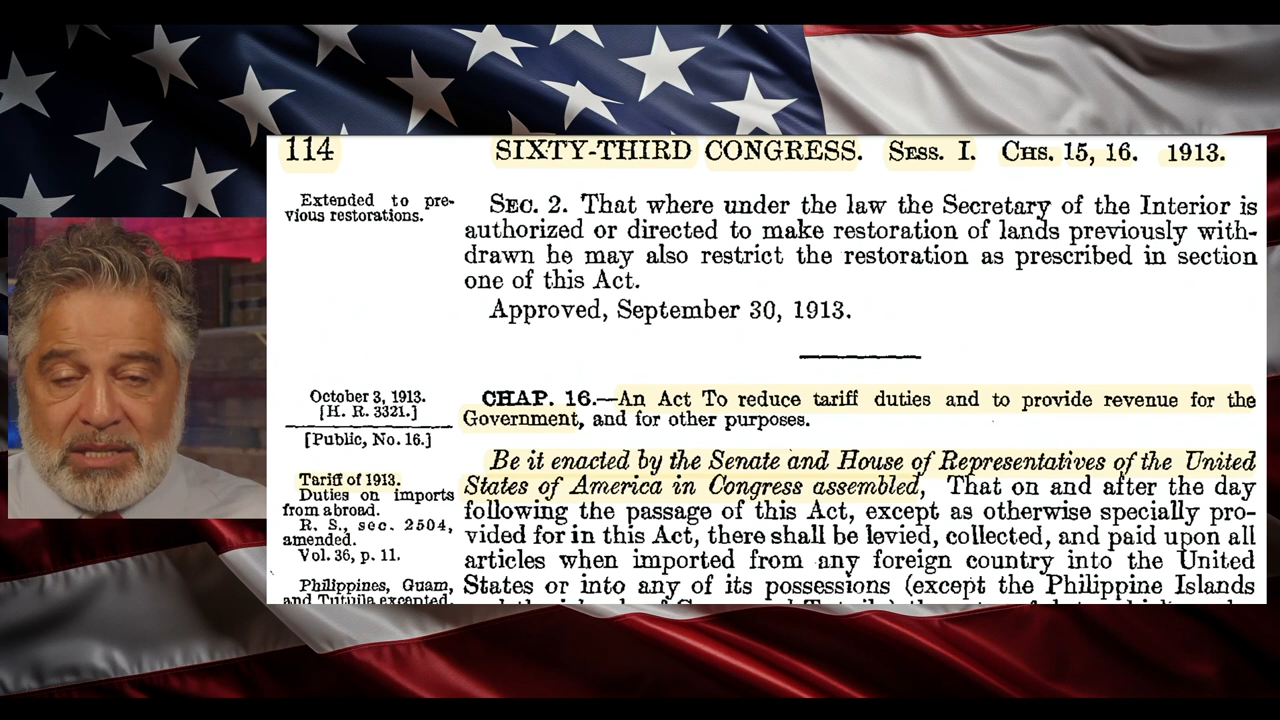 114 SIXTY-THIRD CONGRESS. SESS. I. CHS. 15, 16. 1913.
Extended to pre-
vious restorations.
SEC. 2. That where under the law the Secretary of the Interior is
authorized or directed to make restoration of lands previously with-
drawn he may also restrict the restoration as prescribed in section
one of this Act.
Approved, September 30, 1913.
October 3, 1913.
[H. R. 3321.]
[Public, No. 16.]
CHAP. 16.—An Act To reduce tariff duties and to provide revenue for the
Government, and for other purposes.
Tariff of 1913.
Duties on imports
from abroad.
R. S., sec. 2504,
amended.
Vol. 36, p. 11.
Philippines, Guam,
and Tutuila excepted.
Be it enacted by the Senate and House of Representatives of the United
States of America in Congress assembled, That on and after the day
following the passage of this Act, except as otherwise specially pro-
vided for in this Act, there shall be levied, collected, and paid upon all
articles when imported from any foreign country into the United
States or into any of its possessions (except the Philippine Islands